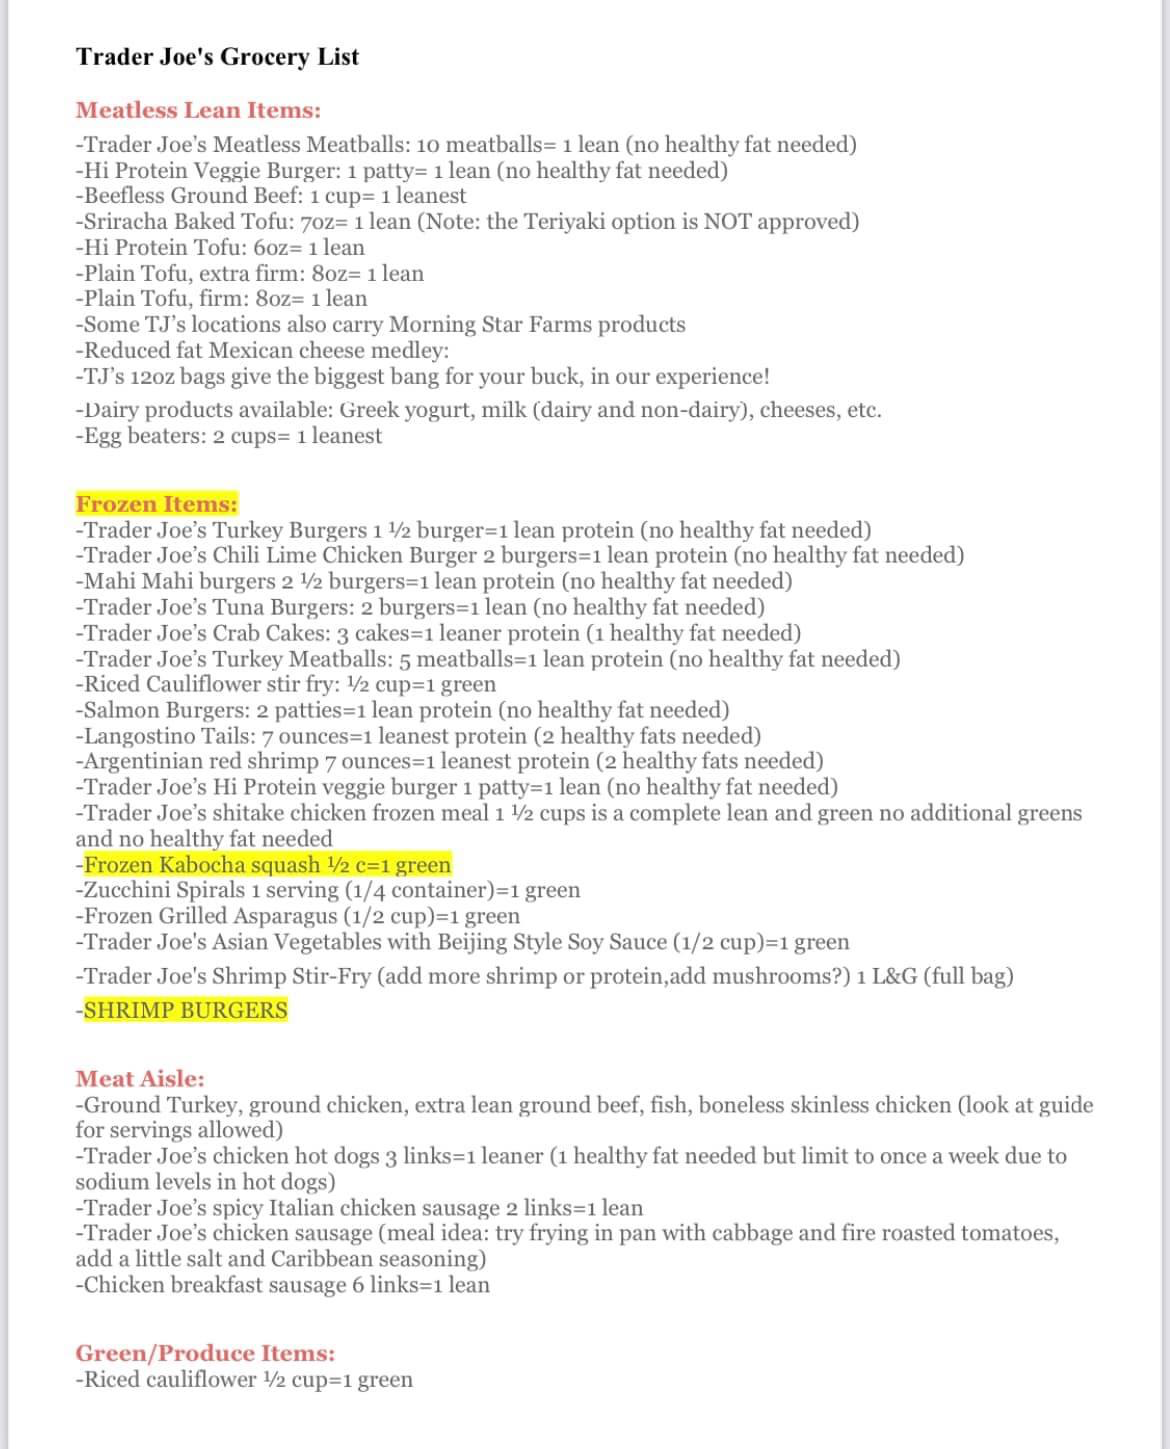 Trader Joe's Grocery List
Meatless Lean Items:
-Trader Joe's Meatless Meatballs: 10 meatballs= 1 lean (no healthy fat needed)
-Hi Protein Veggie Burger: 1 patty= 1 lean (no healthy fat needed)
-Beefless Ground Beef: 1 cup= 1 leanest
-Sriracha Baked Tofu: 7oz= 1 lean (Note: the Teriyaki option is NOT approved)
-Hi Protein Tofu: 6oz= 1 lean
-Plain Tofu, extra firm: 8oz= 1 lean
-Plain Tofu, firm: 8oz= 1 lean
-Some TJ's locations also carry Morning Star Farms products
-Reduced fat Mexican cheese medley:
-TJ's 12oz bags give the biggest bang for your buck, in our experience!
-Dairy products available: Greek yogurt, milk (dairy and non-dairy), cheeses, etc.
-Egg beaters: 2 cups= 1 leanest
Frozen Items:
-Trader Joe's Turkey Burgers 1 ½ burger=1 lean protein (no healthy fat needed)
-Trader Joe's Chili Lime Chicken Burger 2 burgers=1 lean protein (no healthy fat needed)
-Mahi Mahi burgers 2 ½ burgers=1 lean protein (no healthy fat needed)
-Trader Joe's Tuna Burgers: 2 burgers=1 lean (no healthy fat needed)
-Trader Joe's Crab Cakes: 3 cakes=1 leaner protein (1 healthy fat needed)
-Trader Joe's Turkey Meatballs: 5 meatballs=1 lean protein (no healthy fat needed)
-Riced Cauliflower stir fry: ½ cup=1 green
-Salmon Burgers: 2 patties=1 lean protein (no healthy fat needed)
-Langostino Tails: 7 ounces=1 leanest protein (2 healthy fats needed)
-Argentinian red shrimp 7 ounces=1 leanest protein (2 healthy fats needed)
-Trader Joe's Hi Protein veggie burger 1 patty=1 lean (no healthy fat needed)
-Trader Joe's shitake chicken frozen meal 1 ½ cups is a complete lean and green no additional greens
and no healthy fat needed
-Frozen Kabocha squash ½ c=1 green
-Zucchini Spirals 1 serving (1/4 container)=1 green
-Frozen Grilled Asparagus (1/2 cup)=1 green
-Trader Joe's Asian Vegetables with Beijing Style Soy Sauce (1/2 cup)=1 green
-Trader Joe's Shrimp Stir-Fry (add more shrimp or protein,add mushrooms?) 1 L&G (full bag)
-SHRIMP BURGERS
Meat Aisle:
-Ground Turkey, ground chicken, extra lean ground beef, fish, boneless skinless chicken (look at guide
for servings allowed)
-Trader Joe's chicken hot dogs 3 links=1 leaner (1 healthy fat needed but limit to once a week due to
sodium levels in hot dogs)
-Trader Joe's spicy Italian chicken sausage 2 links=1 lean
-Trader Joe's chicken sausage (meal idea: try frying in pan with cabbage and fire roasted tomatoes,
add a little salt and Caribbean seasoning)
-Chicken breakfast sausage 6 links=1 lean
Green/Produce Items:
-Riced cauliflower ½ cup=1 green